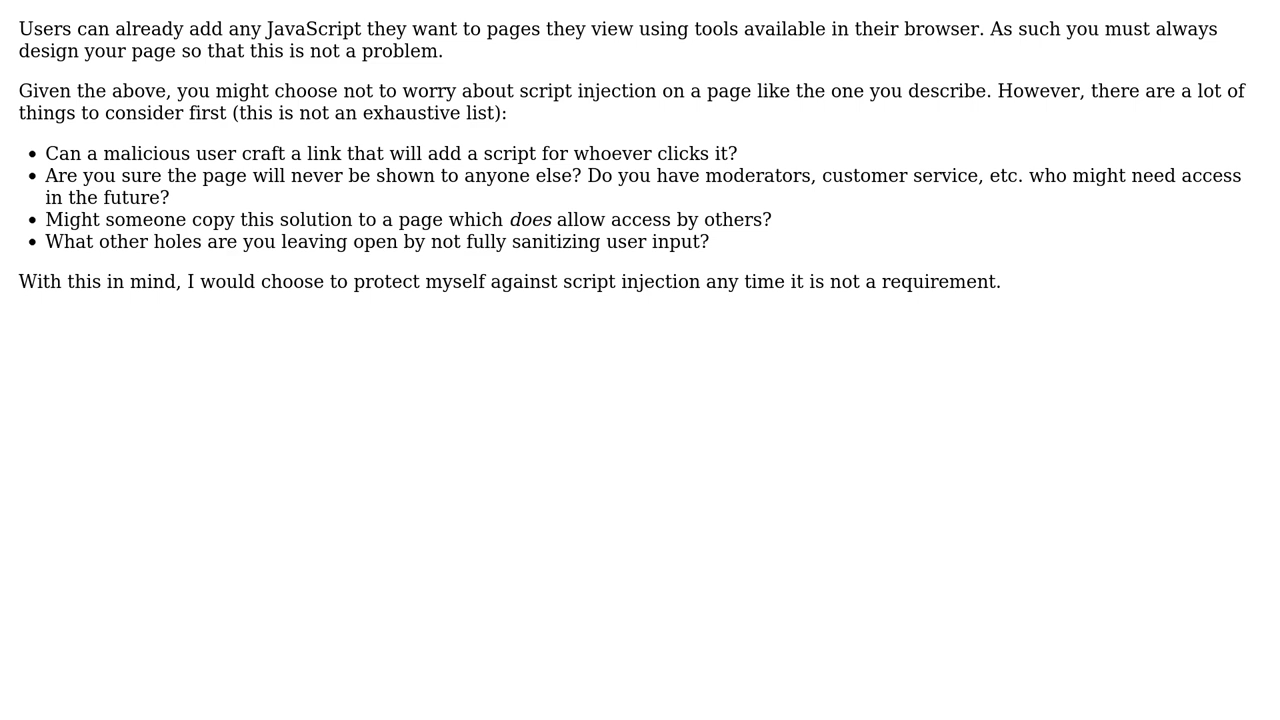 Users can already add any JavaScript they want to pages they view using tools available in their browser. As such you must always
design your page so that this is not a problem.
Given the above, you might choose not to worry about script injection on a page like the one you describe. However, there are a lot of
things to consider first (this is not an exhaustive list):
• Can a malicious user craft a link that will add a script for whoever clicks it?
• Are you sure the page will never be shown to anyone else? Do you have moderators, customer service, etc. who might need access
in the future?
• Might someone copy this solution to a page which does allow access by others?
• What other holes are you leaving open by not fully sanitizing user input?
With this in mind, I would choose to protect myself against script injection any time it is not a requirement.